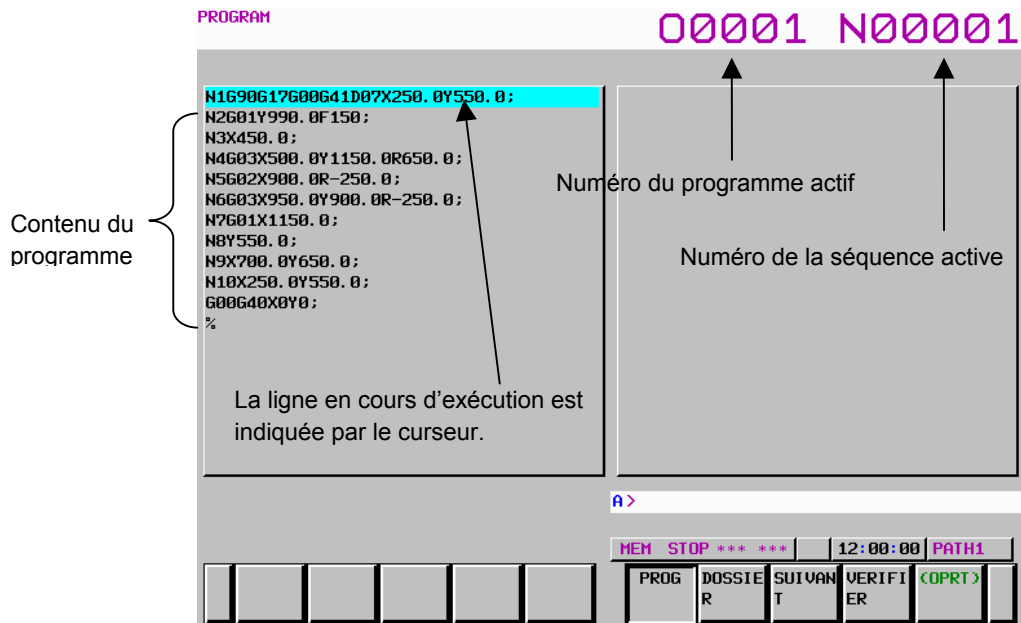 PROGRAM
O0001 N00001
N1G90G17G00G41D07X250.0Y550.0;
N2G01Y990.0F150;
N3X450.0;
N4G03X500.0Y1150.0R650.0;
N5G02X900.0R-250.0;
N6G03X950.0Y900.0R-250.0;
N7G01X1150.0;
N8Y550.0;
N9X700.0Y650.0;
N10X250.0Y550.0;
G00G40X0Y0;
%
Contenu du
programme
Numéro du programme actif
Numéro de la séquence active
La ligne en cours d’exécution est
indiquée par le curseur.
A>
MEM STOP *** ***
12:00:00
PATH1
PROG
DOSSIE
R
SUIVAN
T
VERIFI
ER
(OPRT)